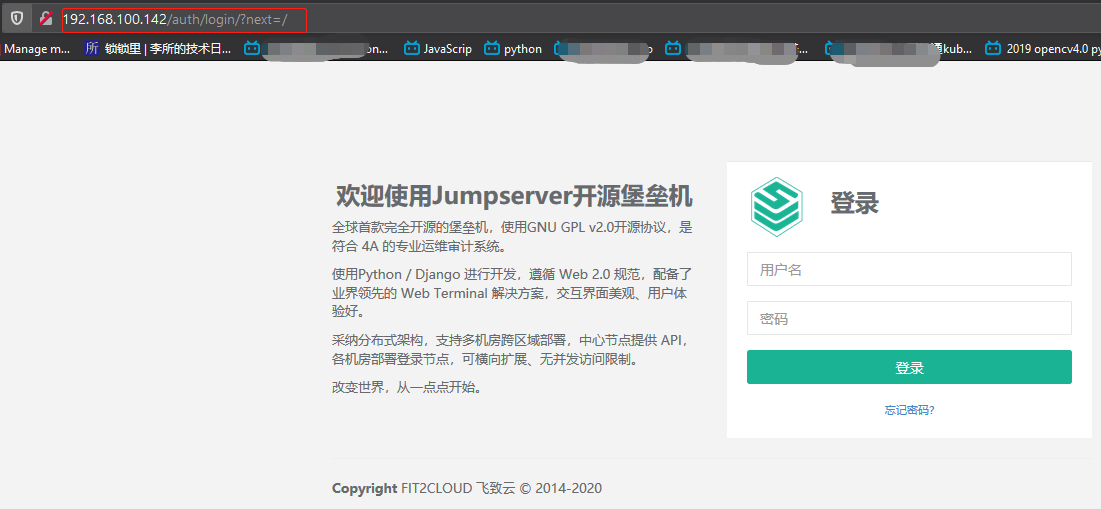 192.168.100.142/auth/login/?next=/
Manage m... 所 锁锁里 | 李所的技术日... on... JavaScrip python o ... kub... 2019 opencv4.0 py
欢迎使用Jumpserver开源堡垒机
全球首款完全开源的堡垒机，使用GNU GPL v2.0开源协议，是
符合 4A 的专业运维审计系统。
使用Python / Django 进行开发，遵循 Web 2.0 规范，配备了
业界领先的 Web Terminal 解决方案，交互界面美观、用户体
验好。
采纳分布式架构，支持多机房跨区域部署，中心节点提供 API，
各机房部署登录节点，可横向扩展、无并发访问限制。
改变世界，从一点点开始。
登录
用户名
密码
登录
忘记密码?
Copyright FIT2CLOUD 飞致云 © 2014-2020